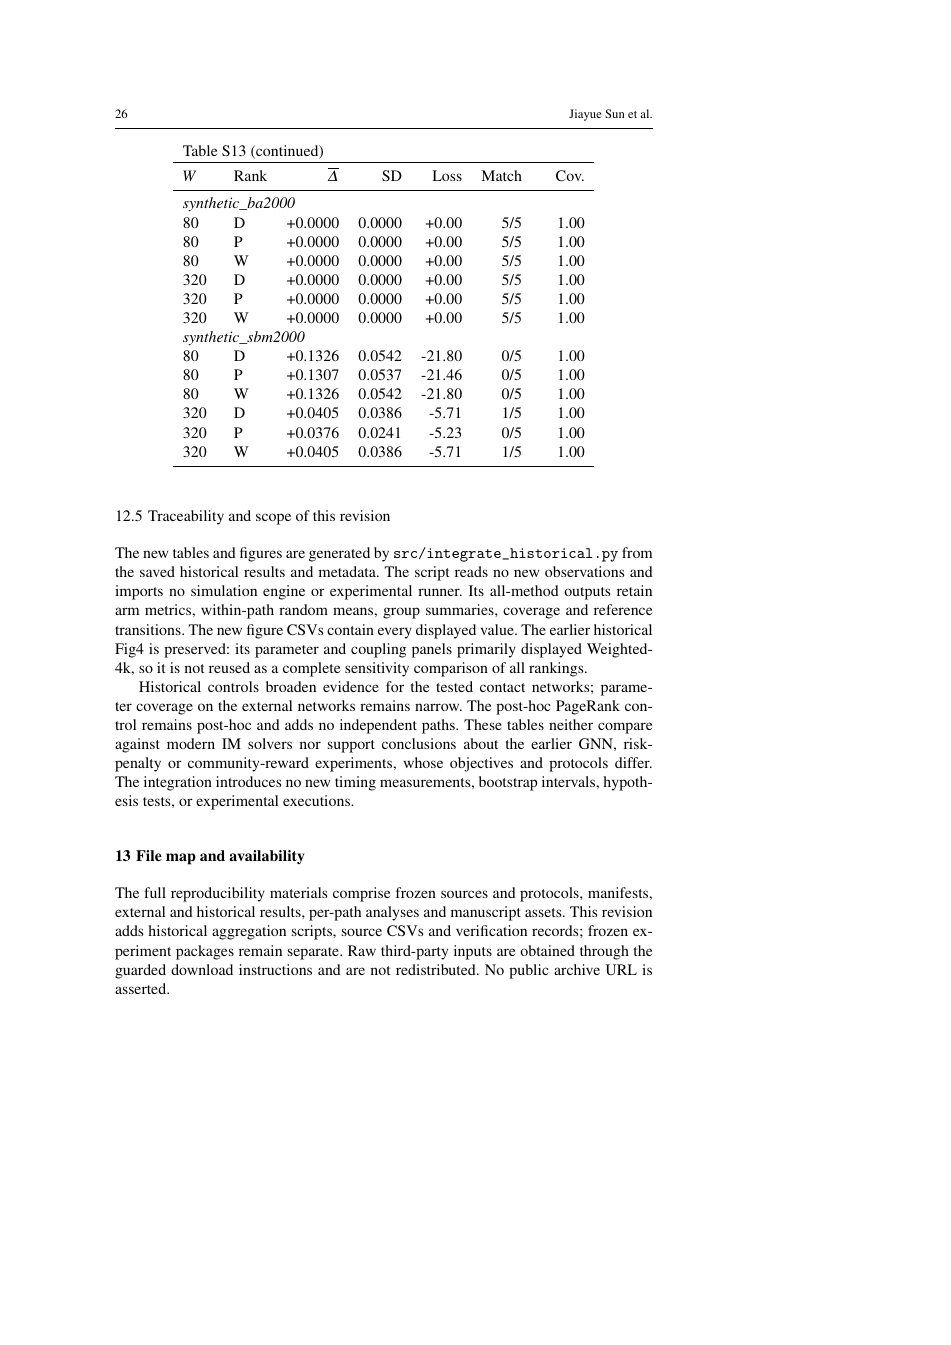 26 Jiayue Sun et al.
Table S13 (continued)
W Rank Δ̅ SD Loss Match Cov.
synthetic_ba2000
80 D +0.0000 0.0000 +0.00 5/5 1.00
80 P +0.0000 0.0000 +0.00 5/5 1.00
80 W +0.0000 0.0000 +0.00 5/5 1.00
320 D +0.0000 0.0000 +0.00 5/5 1.00
320 P +0.0000 0.0000 +0.00 5/5 1.00
320 W +0.0000 0.0000 +0.00 5/5 1.00
synthetic_sbm2000
80 D +0.1326 0.0542 -21.80 0/5 1.00
80 P +0.1307 0.0537 -21.46 0/5 1.00
80 W +0.1326 0.0542 -21.80 0/5 1.00
320 D +0.0405 0.0386 -5.71 1/5 1.00
320 P +0.0376 0.0241 -5.23 0/5 1.00
320 W +0.0405 0.0386 -5.71 1/5 1.00
12.5 Traceability and scope of this revision
The new tables and figures are generated by src/integrate_historical.py from
the saved historical results and metadata. The script reads no new observations and
imports no simulation engine or experimental runner. Its all-method outputs retain
arm metrics, within-path random means, group summaries, coverage and reference
transitions. The new figure CSVs contain every displayed value. The earlier historical
Fig4 is preserved: its parameter and coupling panels primarily displayed Weighted-
4k, so it is not reused as a complete sensitivity comparison of all rankings.
Historical controls broaden evidence for the tested contact networks; parame-
ter coverage on the external networks remains narrow. The post-hoc PageRank con-
trol remains post-hoc and adds no independent paths. These tables neither compare
against modern IM solvers nor support conclusions about the earlier GNN, risk-
penalty or community-reward experiments, whose objectives and protocols differ.
The integration introduces no new timing measurements, bootstrap intervals, hypoth-
esis tests, or experimental executions.
13 File map and availability
The full reproducibility materials comprise frozen sources and protocols, manifests,
external and historical results, per-path analyses and manuscript assets. This revision
adds historical aggregation scripts, source CSVs and verification records; frozen ex-
periment packages remain separate. Raw third-party inputs are obtained through the
guarded download instructions and are not redistributed. No public archive URL is
asserted.